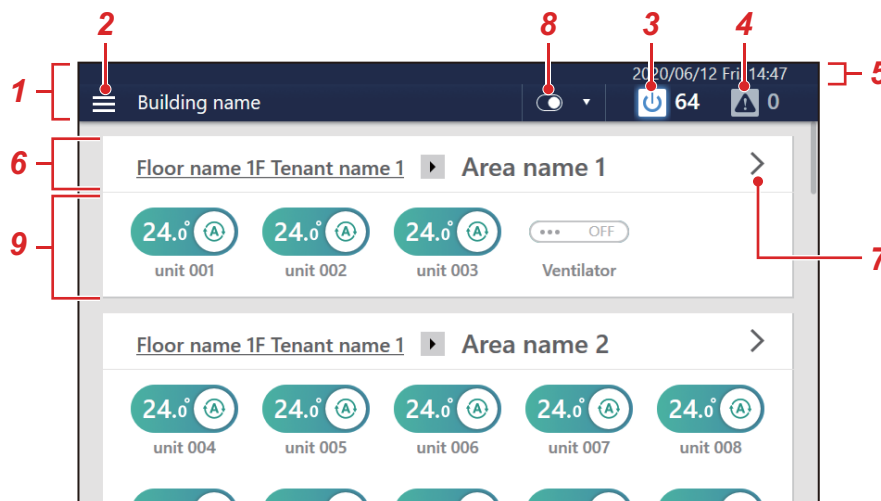 2 8 3 4
2020/06/12 Fri 14:47 5
1 Building name 64 0
6 Floor name 1F Tenant name 1 Area name 1
9 24.0° A 24.0° A 24.0° A ••• OFF 7
unit 001 unit 002 unit 003 Ventilator
Floor name 1F Tenant name 1 Area name 2
24.0° A 24.0° A 24.0° A 24.0° A 24.0° A
unit 004 unit 005 unit 006 unit 007 unit 008